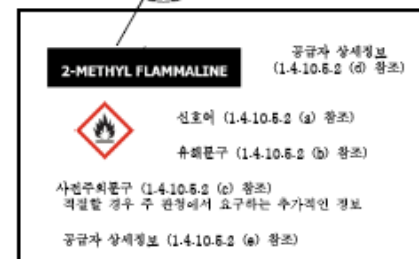 2-METHYL FLAMMALINE
공급자 상세정보
(1.4.10.5.2 (d) 참조)
신호어 (1.4.10.5.2 (a) 참조)
유해문구 (1.4.10.5.2 (b) 참조)
사전주의문구 (1.4.10.5.2 (c) 참조)
적절할 경우 주 관청에서 요구하는 추가적인 정보
공급자 상세정보 (1.4.10.5.2 (e) 참조)